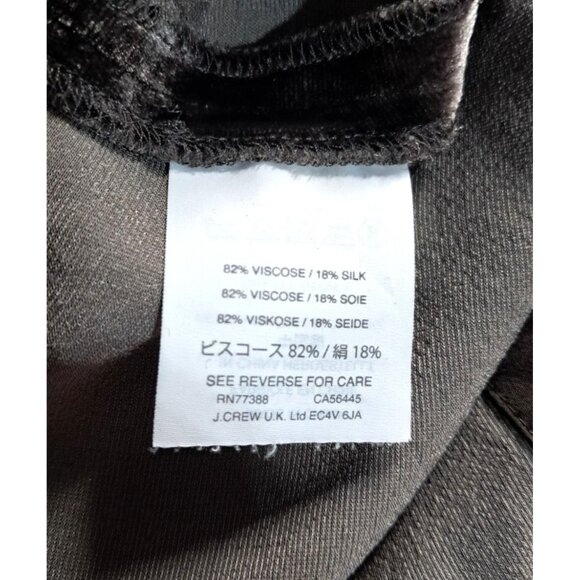 82% VISCOSE / 18% SILK
82% VISCOSE / 18% SOIE
82% VISKOSE / 18% SEIDE
ビスコース 82% / 絹 18%
SEE REVERSE FOR CARE
RN77388 CA56445
J.CREW U.K. Ltd EC4V 6JA